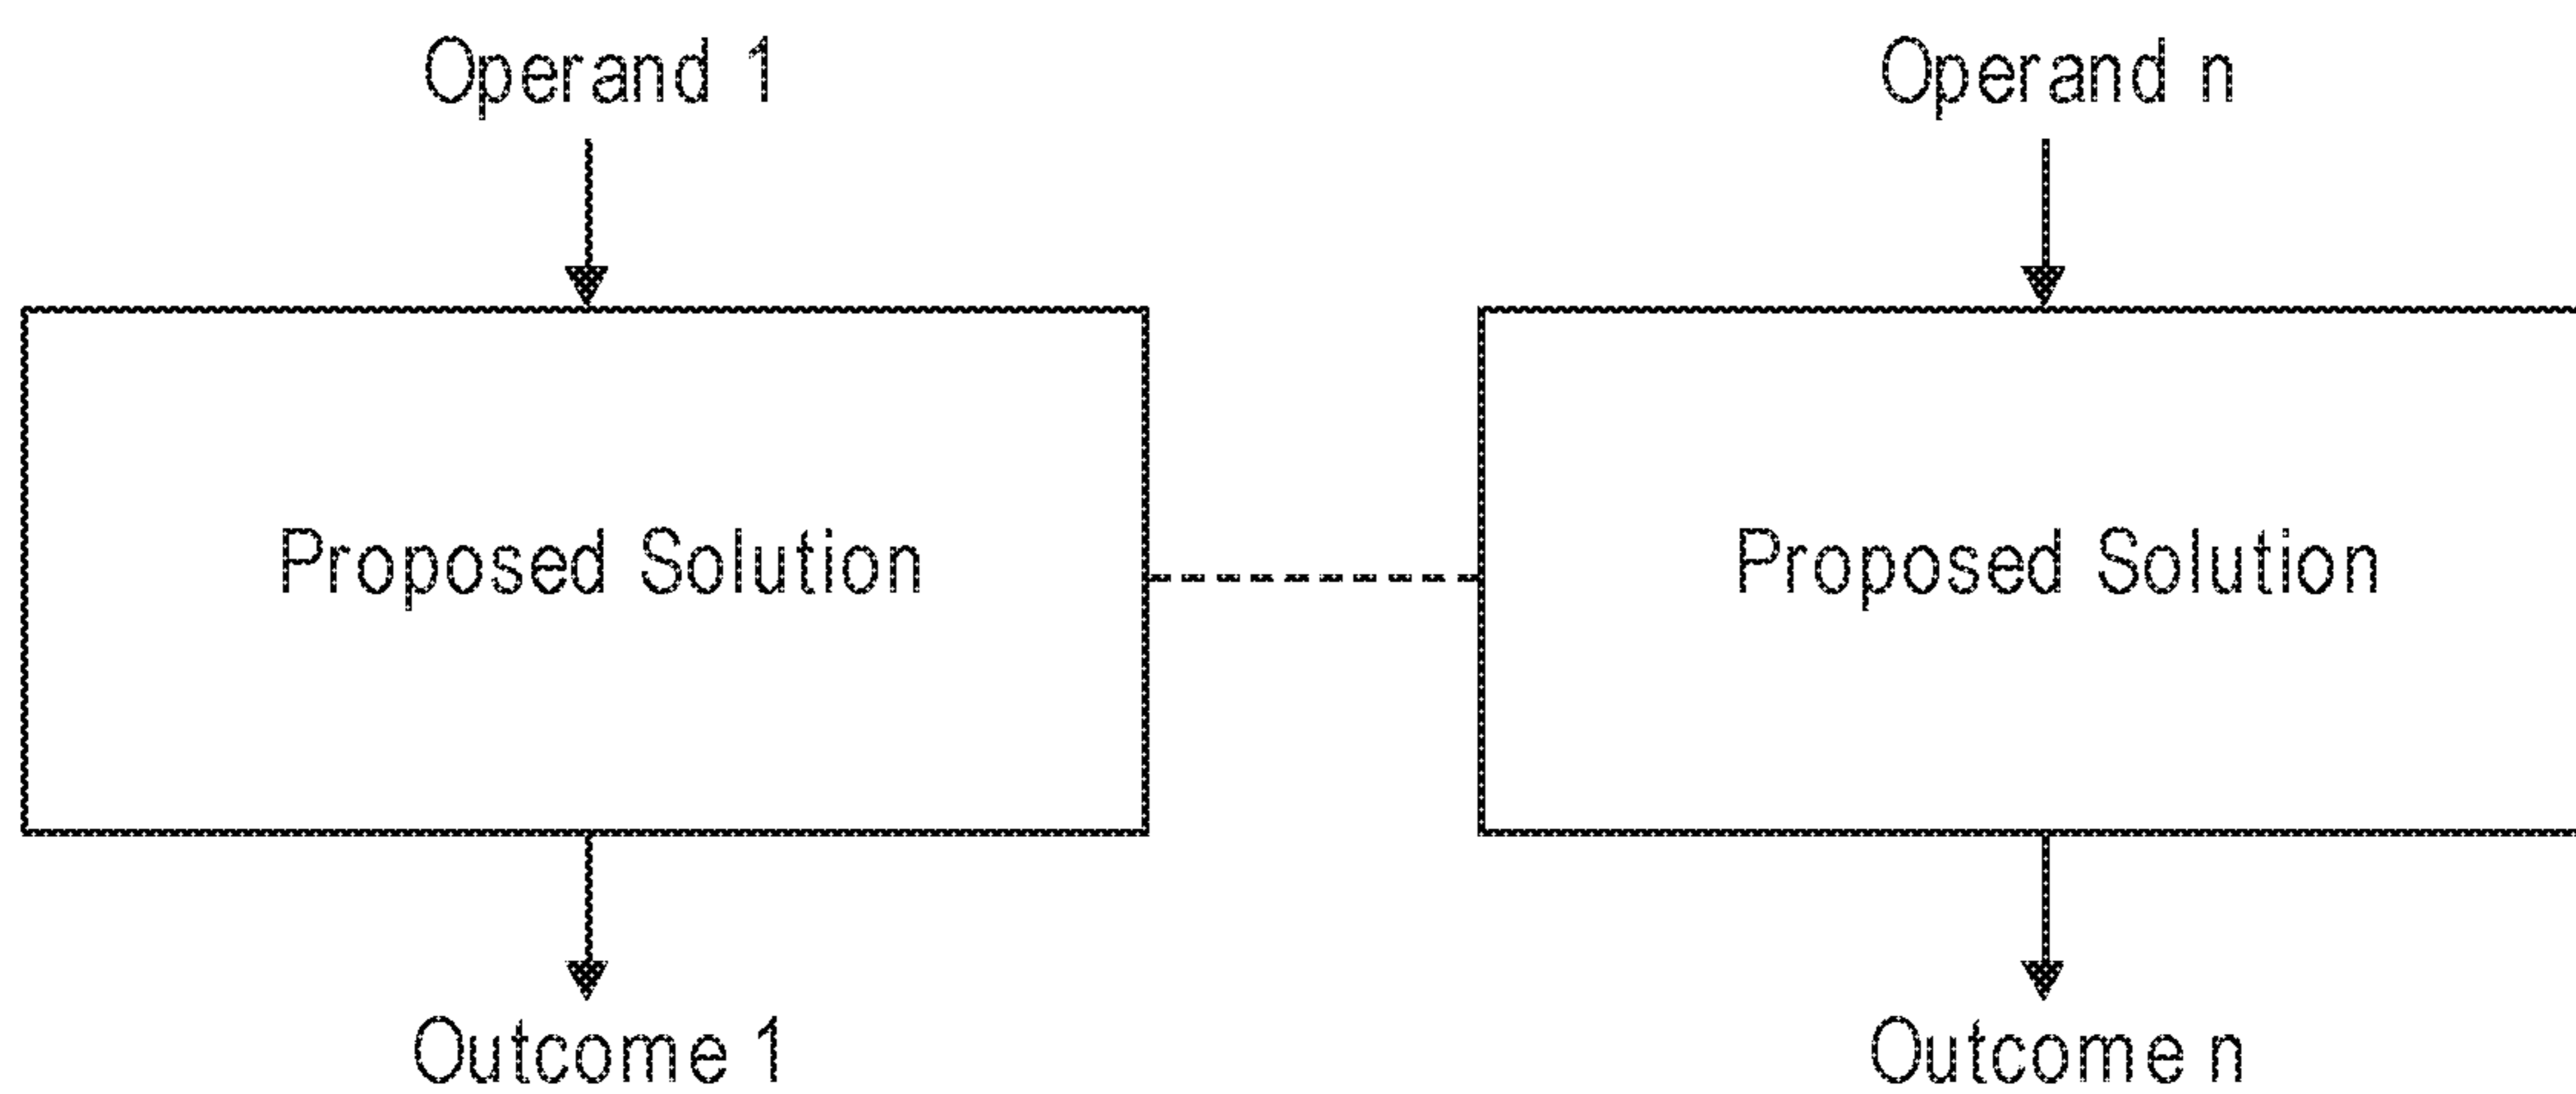 Operand 1
Operand n
Proposed Solution
Proposed Solution
Outcome 1
Outcome n